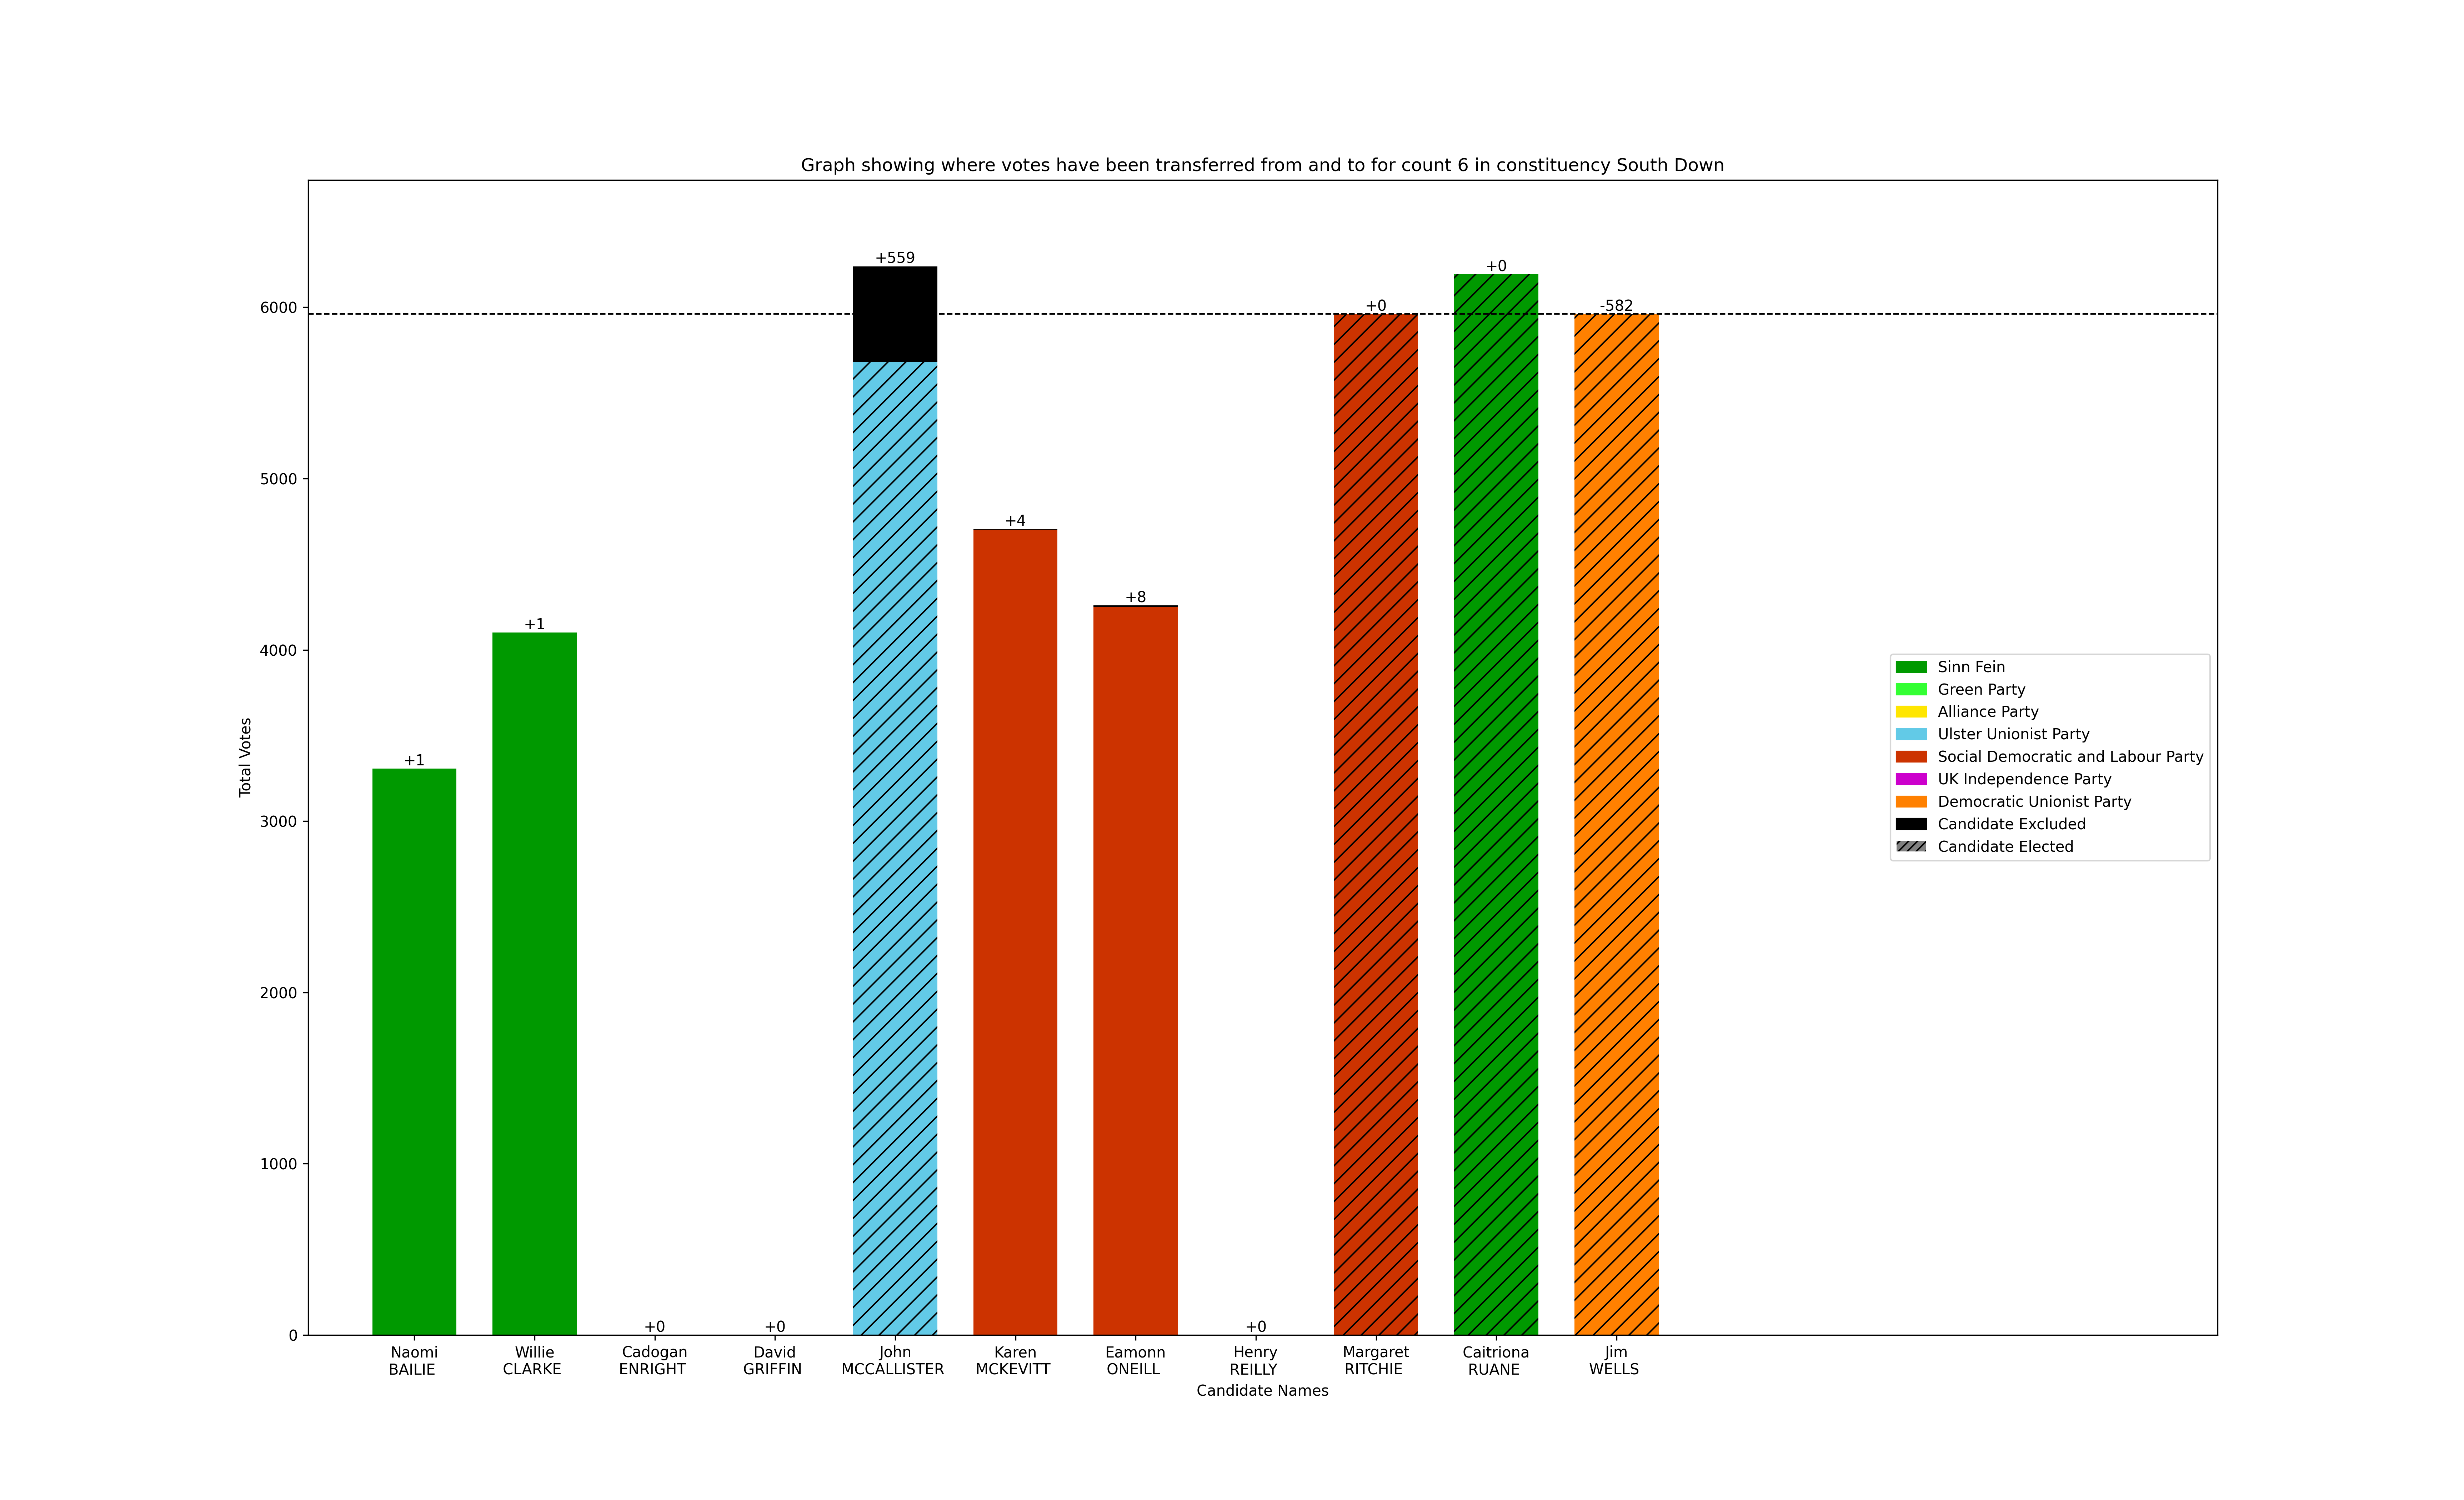 Graph showing where votes have been transferred from and to for count 6 in constituency South Down
+559
+0
+0
-582
6000
+4
5000
+8
+1
4000
+1
3000
2000
1000
0
+0
+0
+0
Total Votes
Sinn Fein
Green Party
Alliance Party
Ulster Unionist Party
Social Democratic and Labour Party
UK Independence Party
Democratic Unionist Party
Candidate Excluded
Candidate Elected
Naomi
BAILIE
Willie
CLARKE
Cadogan
ENRIGHT
David
GRIFFIN
John
MCCALLISTER
Karen
MCKEVITT
Eamonn
ONEILL
Henry
REILLY
Margaret
RITCHIE
Caitriona
RUANE
Jim
WELLS
Candidate Names